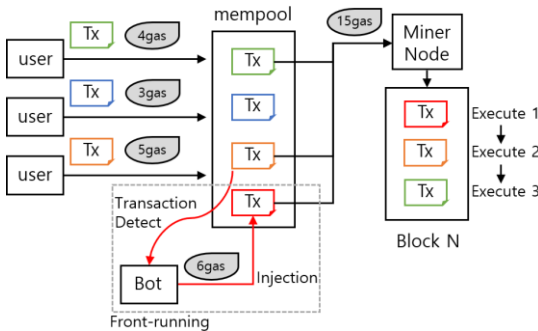 mempool
Tx 4gas
user
Tx 3gas
user
Tx 5gas
user
Tx
Tx
Tx
Tx
15gas
Miner
Node
Tx Execute 1
Tx Execute 2
Tx Execute 3
Block N
Transaction
Detect
Bot
6gas
Injection
Front-running